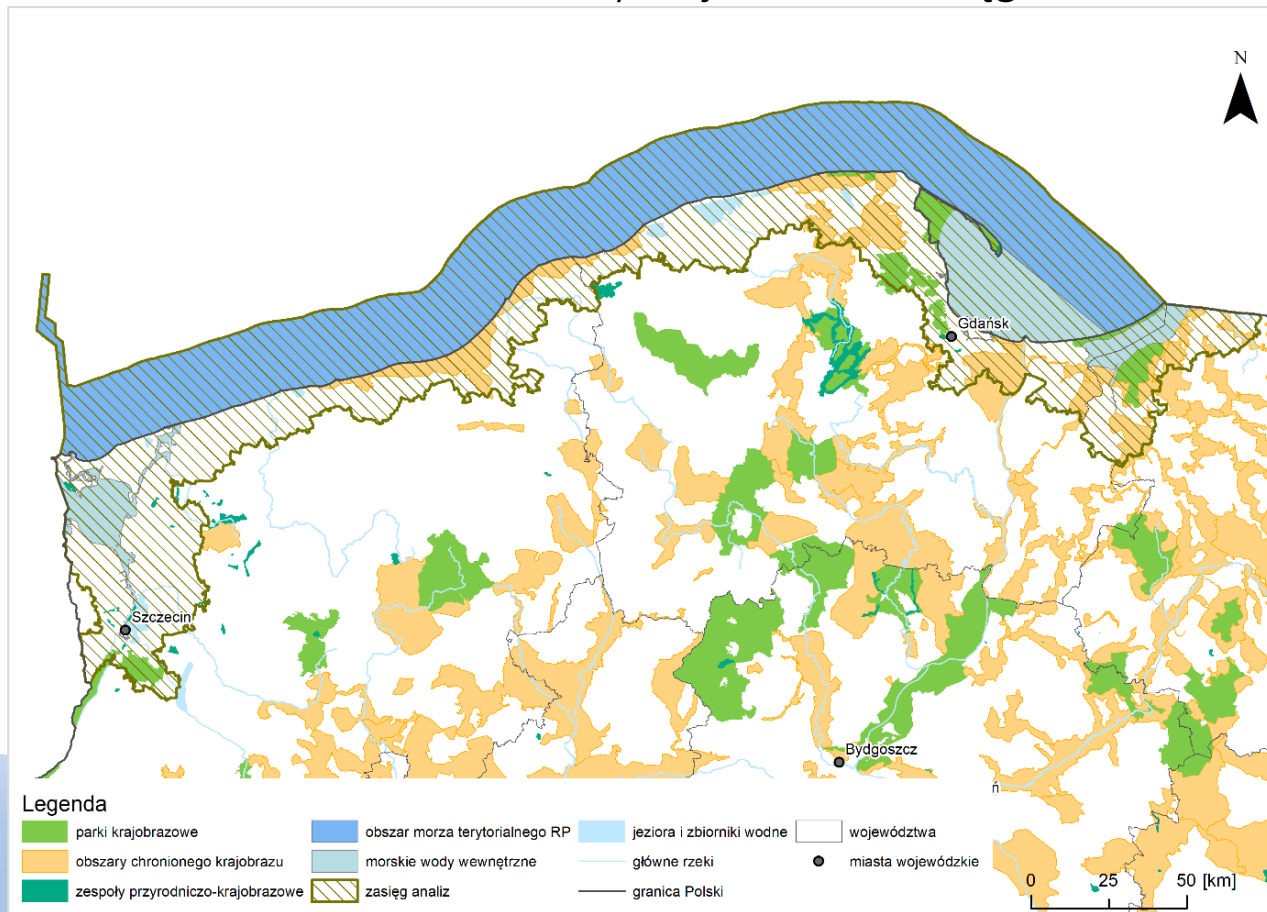 N
Gdańsk
Szczecin
Bydgoszcz
ń
Legenda
parki krajobrazowe
obszary chronionego krajobrazu
zespoły przyrodniczo-krajobrazowe
obszar morza terytorialnego RP
morskie wody wewnętrzne
zasięg analiz
jeziora i zbiorniki wodne
główne rzeki
granica Polski
województwa
miasta wojewódzkie
0 25 50 [km]